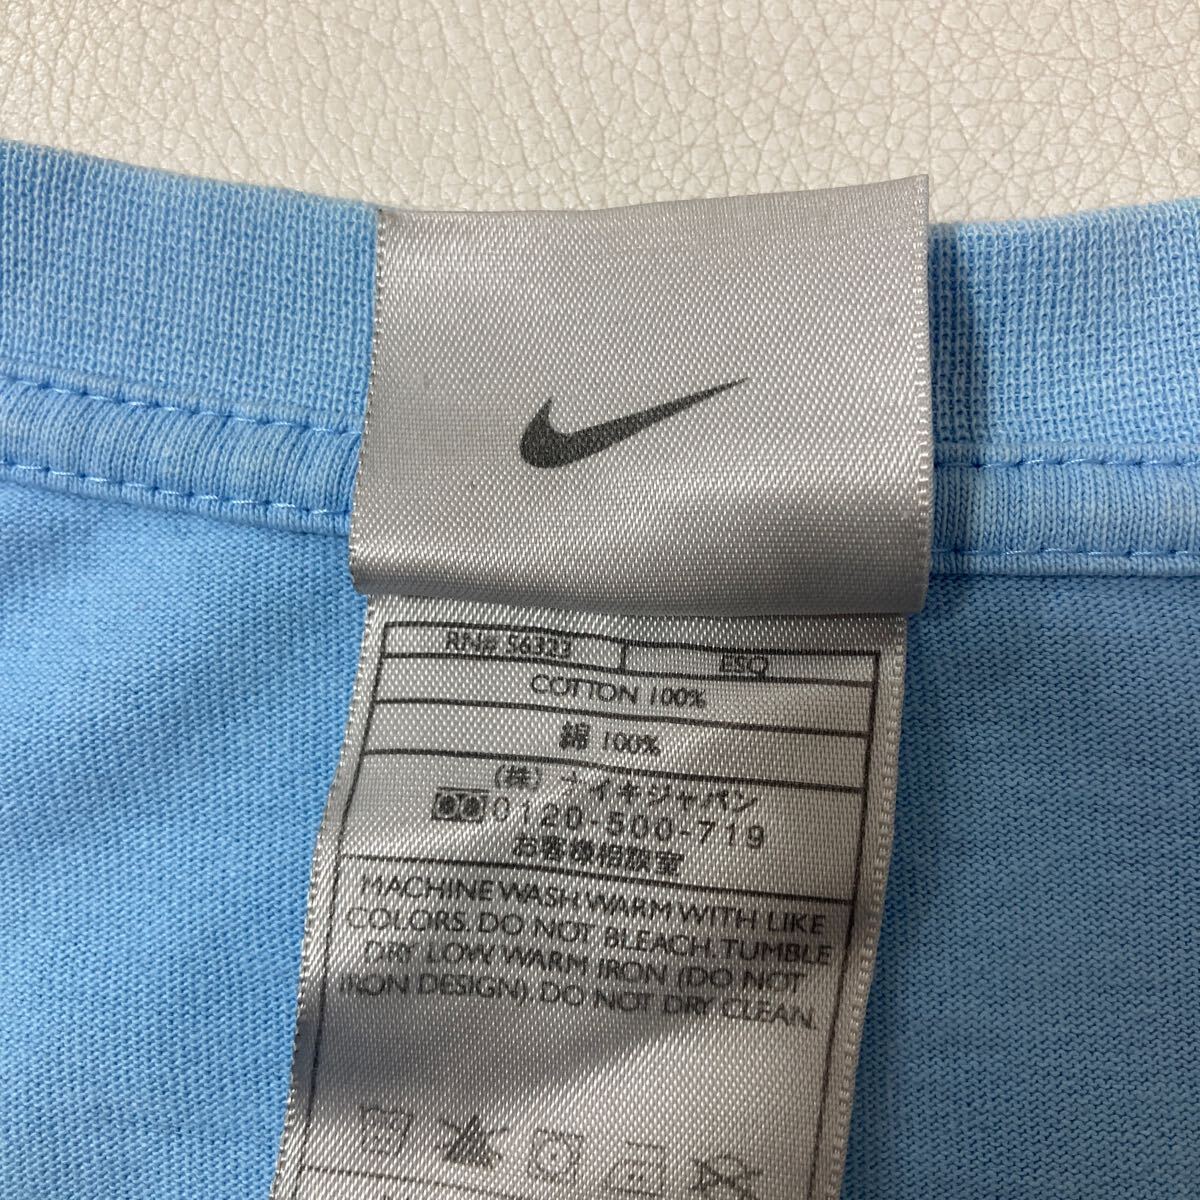 RN# 56323 ESQ
COTTON 100%
綿 100%
(株) ナイキジャパン
0120-500-719
お客様相談室
MACHINE WASH WARM WITH LIKE
COLORS. DO NOT BLEACH. TUMBLE
DRY LOW. WARM IRON (DO NOT
IRON DESIGN). DO NOT DRY CLEAN.